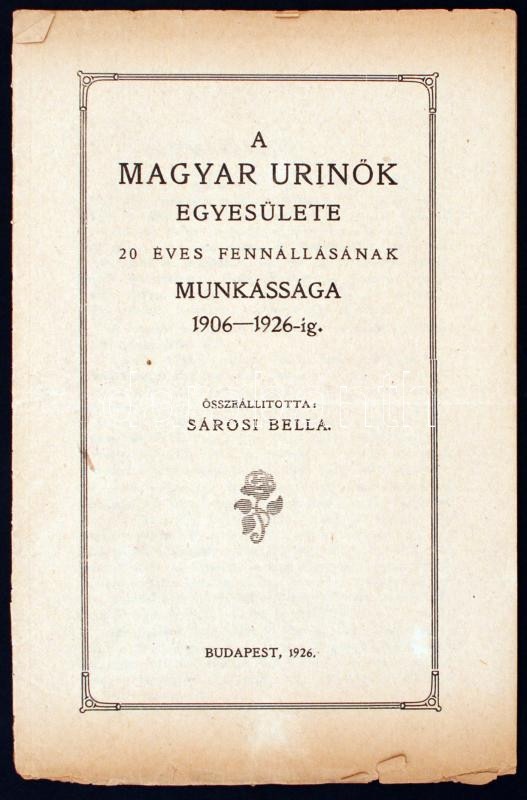 A
MAGYAR URINŐK
EGYESÜLETE
20 ÉVES FENNÁLLÁSÁNAK
MUNKÁSSÁGA
1906—1926-ig.
ÖSSZEÁLLITOTTA:
SÁROSI BELLA.
BUDAPEST, 1926.